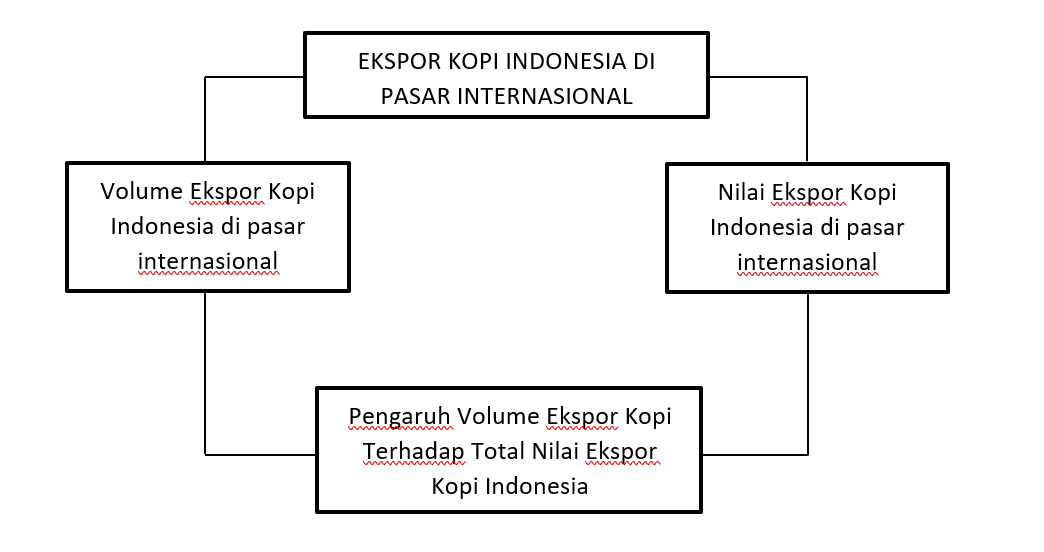 EKSPOR KOPI INDONESIA DI
PASAR INTERNASIONAL
Volume Ekspor Kopi
Indonesia di pasar
internasional
Nilai Ekspor Kopi
Indonesia di pasar
internasional
Pengaruh Volume Ekspor Kopi
Terhadap Total Nilai Ekspor
Kopi Indonesia